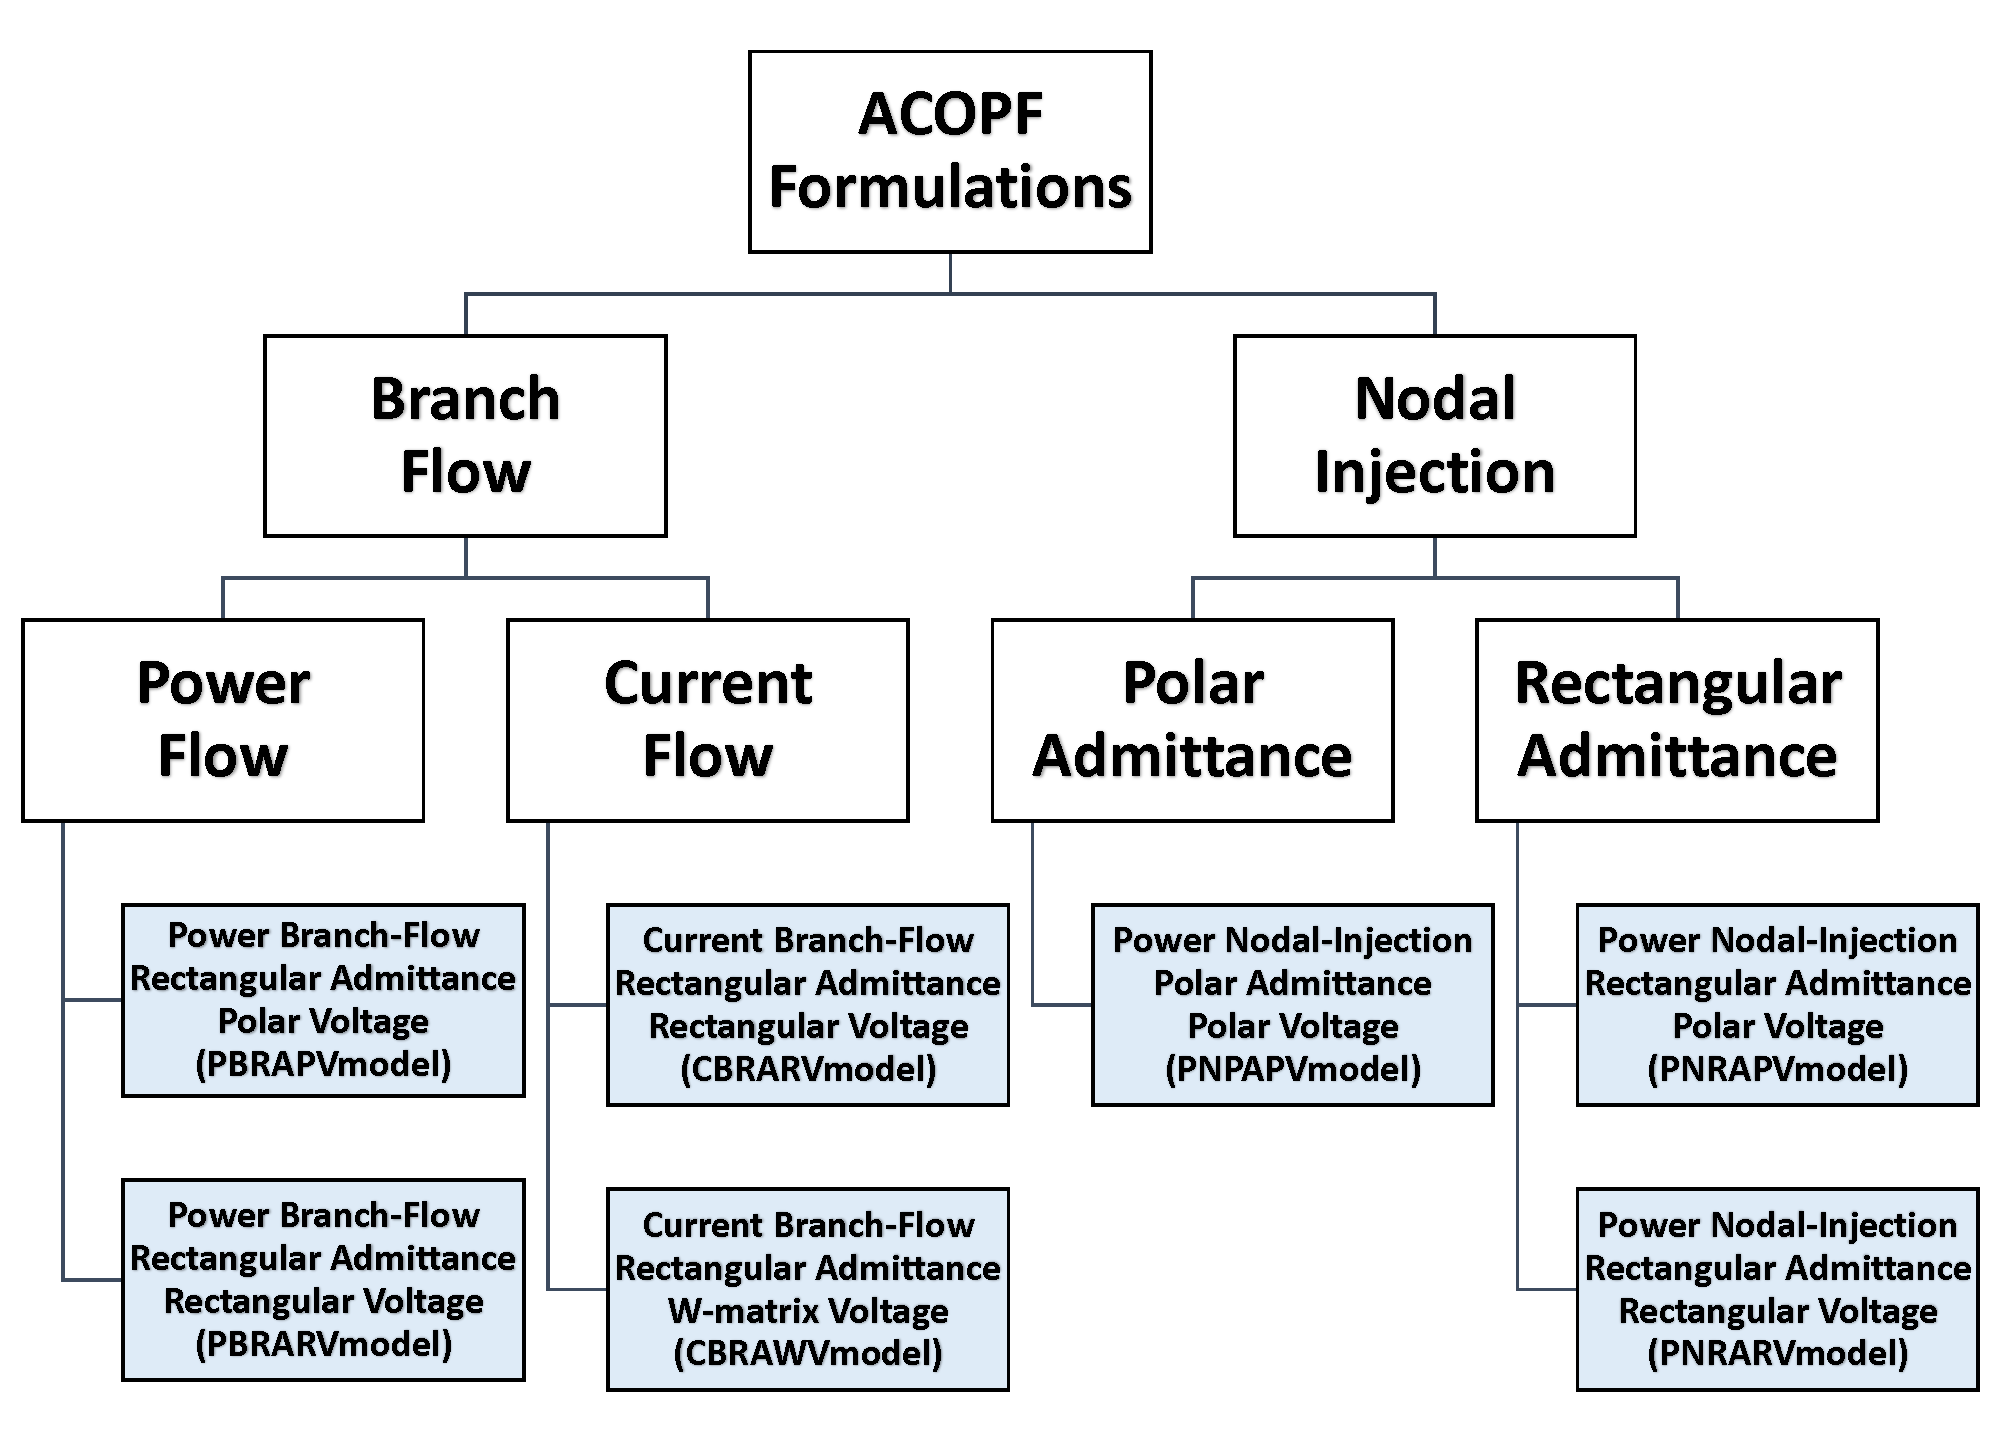 ACOPF
Formulations
Branch
Flow
Nodal
Injection
Power
Flow
Current
Flow
Polar
Admittance
Rectangular
Admittance
Power Branch-Flow
Rectangular Admittance
Polar Voltage
(PBRAPVmodel)
Current Branch-Flow
Rectangular Admittance
Rectangular Voltage
(CBRARVmodel)
Power Nodal-Injection
Polar Admittance
Polar Voltage
(PNPAPVmodel)
Power Nodal-Injection
Rectangular Admittance
Polar Voltage
(PNRAPVmodel)
Power Branch-Flow
Rectangular Admittance
Rectangular Voltage
(PBRARVmodel)
Current Branch-Flow
Rectangular Admittance
W-matrix Voltage
(CBRAWVmodel)
Power Nodal-Injection
Rectangular Admittance
Rectangular Voltage
(PNRARVmodel)